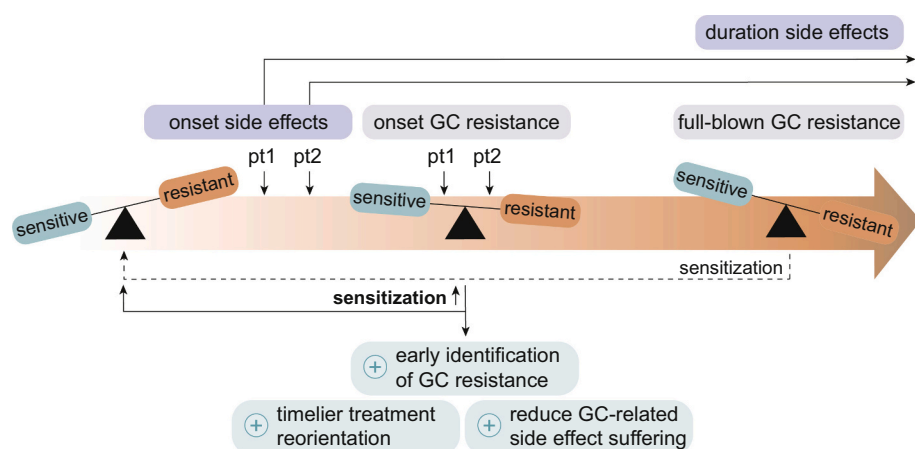 duration side effects
onset side effects
onset GC resistance
full-blown GC resistance
pt1
pt2
pt1
pt2
sensitive
resistant
sensitive
resistant
sensitive
resistant
sensitization
sensitization
+ early identification
of GC resistance
+ timelier treatment
reorientation
+ reduce GC-related
side effect suffering